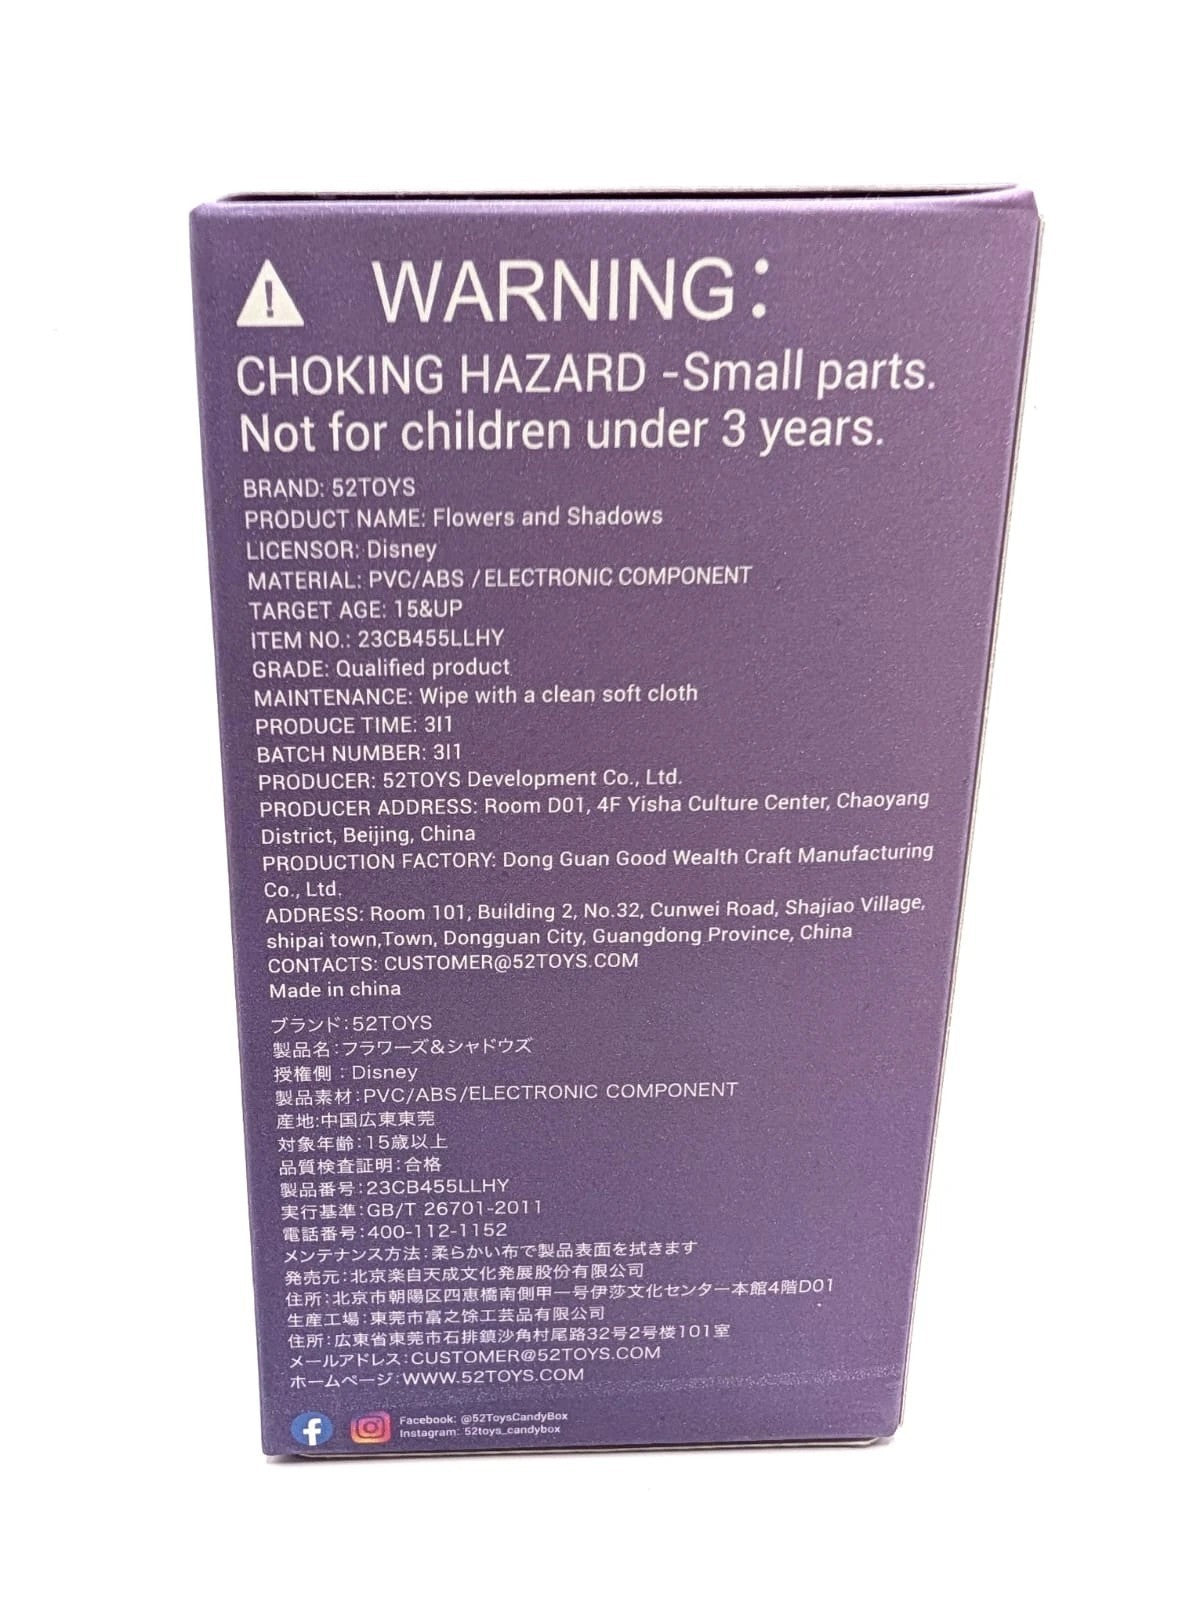 WARNING:
CHOKING HAZARD -Small parts.
Not for children under 3 years.
BRAND: 52TOYS
PRODUCT NAME: Flowers and Shadows
LICENSOR: Disney
MATERIAL: PVC/ABS /ELECTRONIC COMPONENT
TARGET AGE: 15&UP
ITEM NO.: 23CB455LLHY
GRADE: Qualified product
MAINTENANCE: Wipe with a clean soft cloth
PRODUCE TIME: 3I1
BATCH NUMBER: 3I1
PRODUCER: 52TOYS Development Co., Ltd.
PRODUCER ADDRESS: Room D01, 4F Yisha Culture Center, Chaoyang
District, Beijing, China
PRODUCTION FACTORY: Dong Guan Good Wealth Craft Manufacturing
Co., Ltd.
ADDRESS: Room 101, Building 2, No.32, Cunwei Road, Shajiao Village,
shipai town,Town, Dongguan City, Guangdong Province, China
CONTACTS: CUSTOMER@52TOYS.COM
Made in china
ブランド:52TOYS
製品名:フラワーズ&シャドウズ
授権側:Disney
製品素材:PVC/ABS/ELECTRONIC COMPONENT
産地:中国広東東莞
対象年齢:15歳以上
品質検査証明:合格
製品番号:23CB455LLHY
実行基準:GB/T 26701-2011
電話番号:400-112-1152
メンテナンス方法:柔らかい布で製品表面を拭きます
発売元:北京楽自天成文化発展股份有限公司
住所:北京市朝陽区四恵橋南側甲一号伊莎文化センター本館4階D01
生産工場:東莞市富之馀工芸品有限公司
住所:広東省東莞市石排鎮沙角村尾路32号2号楼101室
メールアドレス:CUSTOMER@52TOYS.COM
ホームページ:WWW.52TOYS.COM
Facebook: @52ToysCandyBox
Instagram: 52toys_candybox